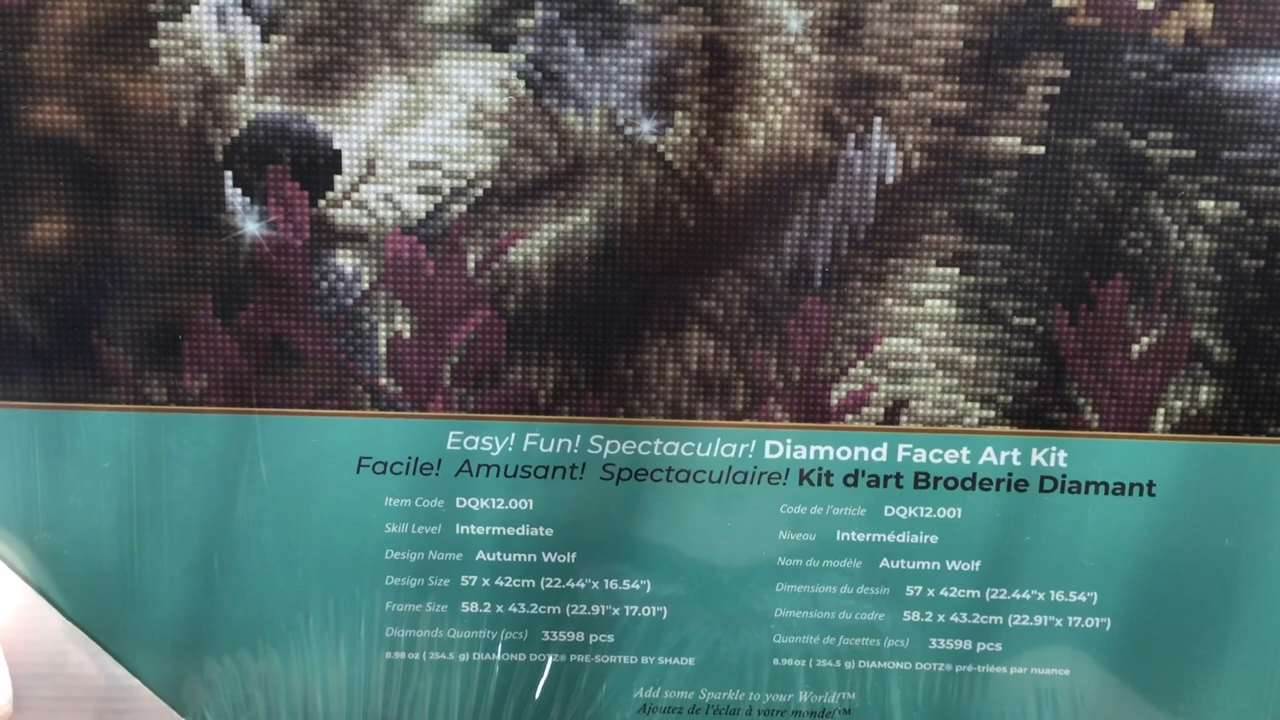 Easy! Fun! Spectacular! Diamond Facet Art Kit
Facile! Amusant! Spectaculaire! Kit d'art Broderie Diamant
Item Code DQK12.001
Skill Level Intermediate
Design Name Autumn Wolf
Design Size 57 x 42cm (22.44"x 16.54")
Frame Size 58.2 x 43.2cm (22.91"x 17.01")
Diamonds Quantity (pcs) 33598 pcs
8.98 oz ( 254.5 g) DIAMOND DOTZ® PRE-SORTED BY SHADE
Code de l'article DQK12.001
Niveau Intermédiaire
Nom du modèle Autumn Wolf
Dimensions du dessin 57 x 42cm (22.44"x 16.54")
Dimensions du cadre 58.2 x 43.2cm (22.91"x 17.01")
Quantité de facettes (pcs) 33598 pcs
8.98 oz ( 254.5 g) DIAMOND DOTZ® pré-triées par nuance
Add some Sparkle to your World!™
Ajoutez de l'éclat à votre monde!™